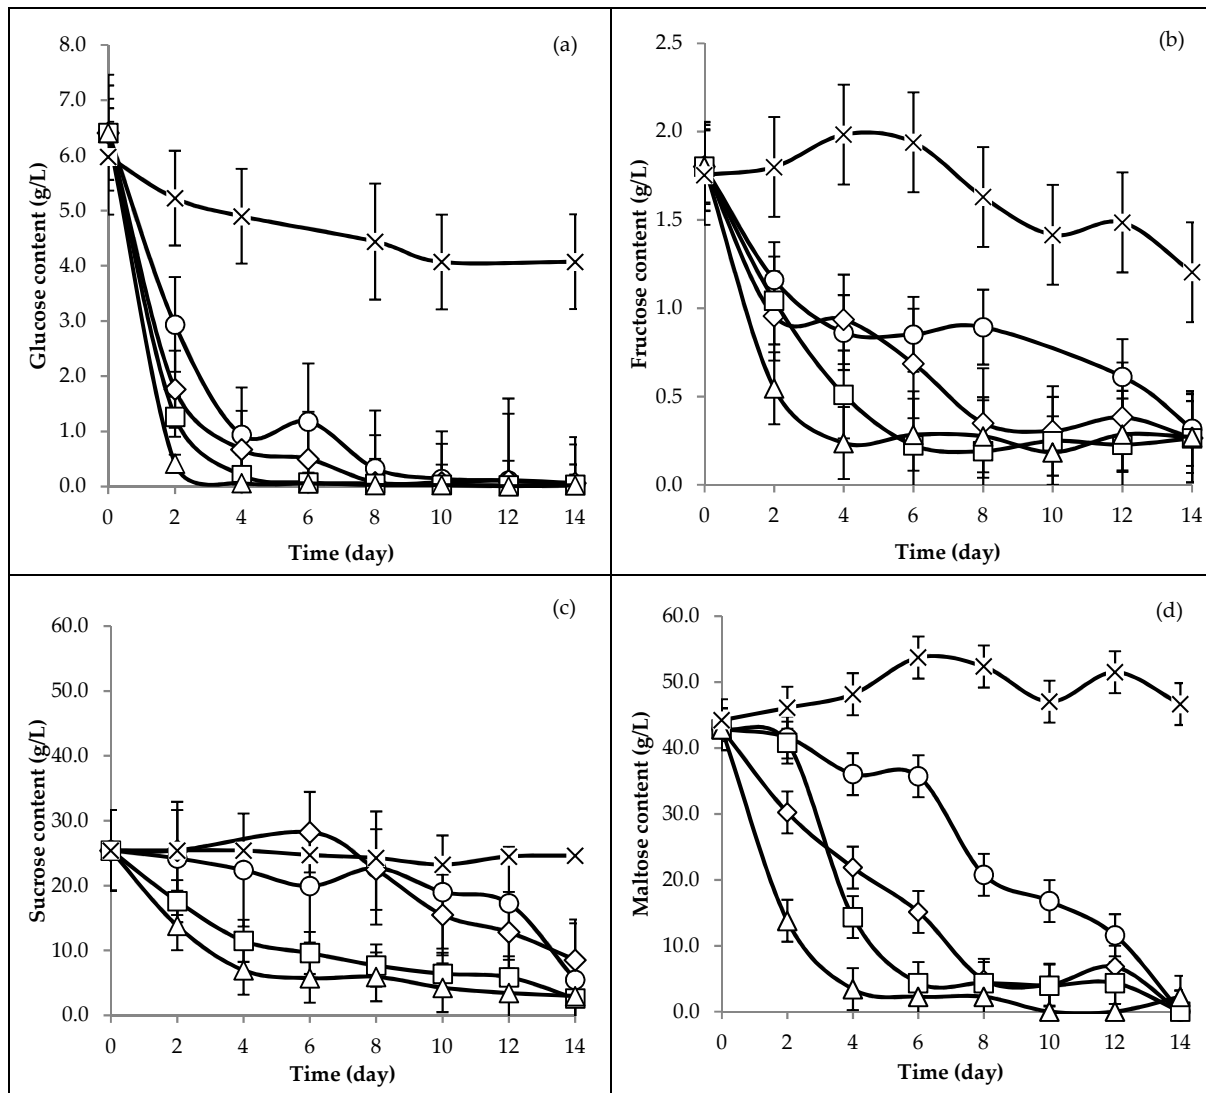 (a)
8.0
7.0
6.0
5.0
4.0
3.0
2.0
1.0
0.0
Glucose content (g/L)
0 2 4 6 8 10 12 14
Time (day)
(b)
2.5
2.0
1.5
1.0
0.5
0.0
Fructose content (g/L)
0 2 4 6 8 10 12 14
Time (day)
(c)
60.0
50.0
40.0
30.0
20.0
10.0
0.0
Sucrose content (g/L)
0 2 4 6 8 10 12 14
Time (day)
(d)
60.0
50.0
40.0
30.0
20.0
10.0
0.0
Maltose content (g/L)
0 2 4 6 8 10 12 14
Time (day)